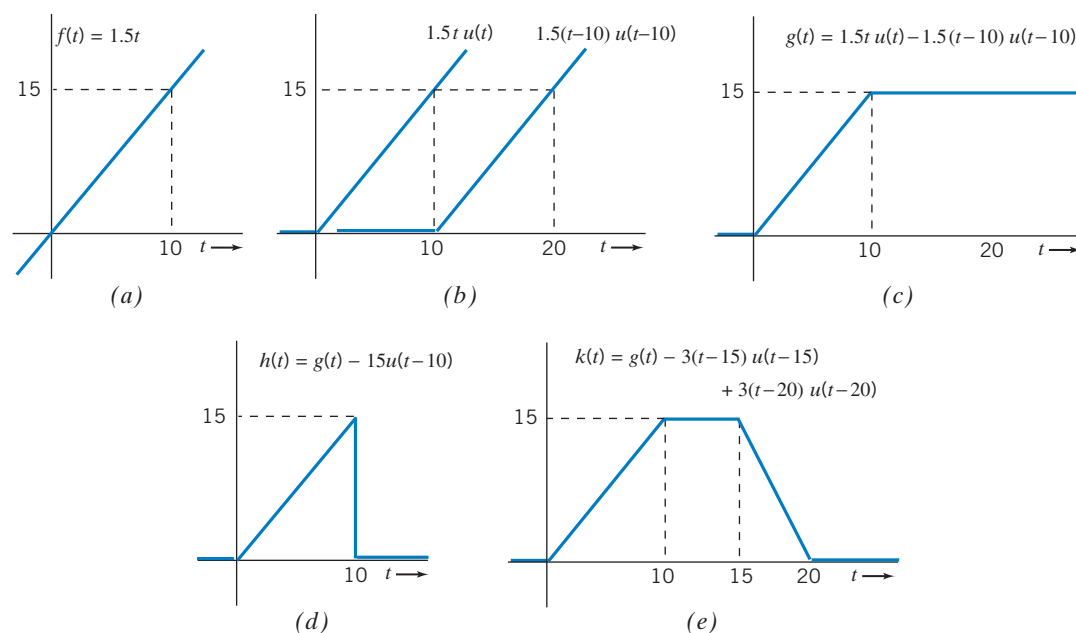 f(t) = 1.5t
15
10 t
(a)
1.5t u(t) 1.5(t–10) u(t–10)
15
10 20 t
(b)
g(t) = 1.5t u(t) – 1.5(t–10) u(t–10)
15
10 20
(c)
h(t) = g(t) – 15u(t–10)
15
10 t
(d)
k(t) = g(t) – 3(t–15) u(t–15)
+ 3(t–20) u(t–20)
15
10 15 20 t
(e)